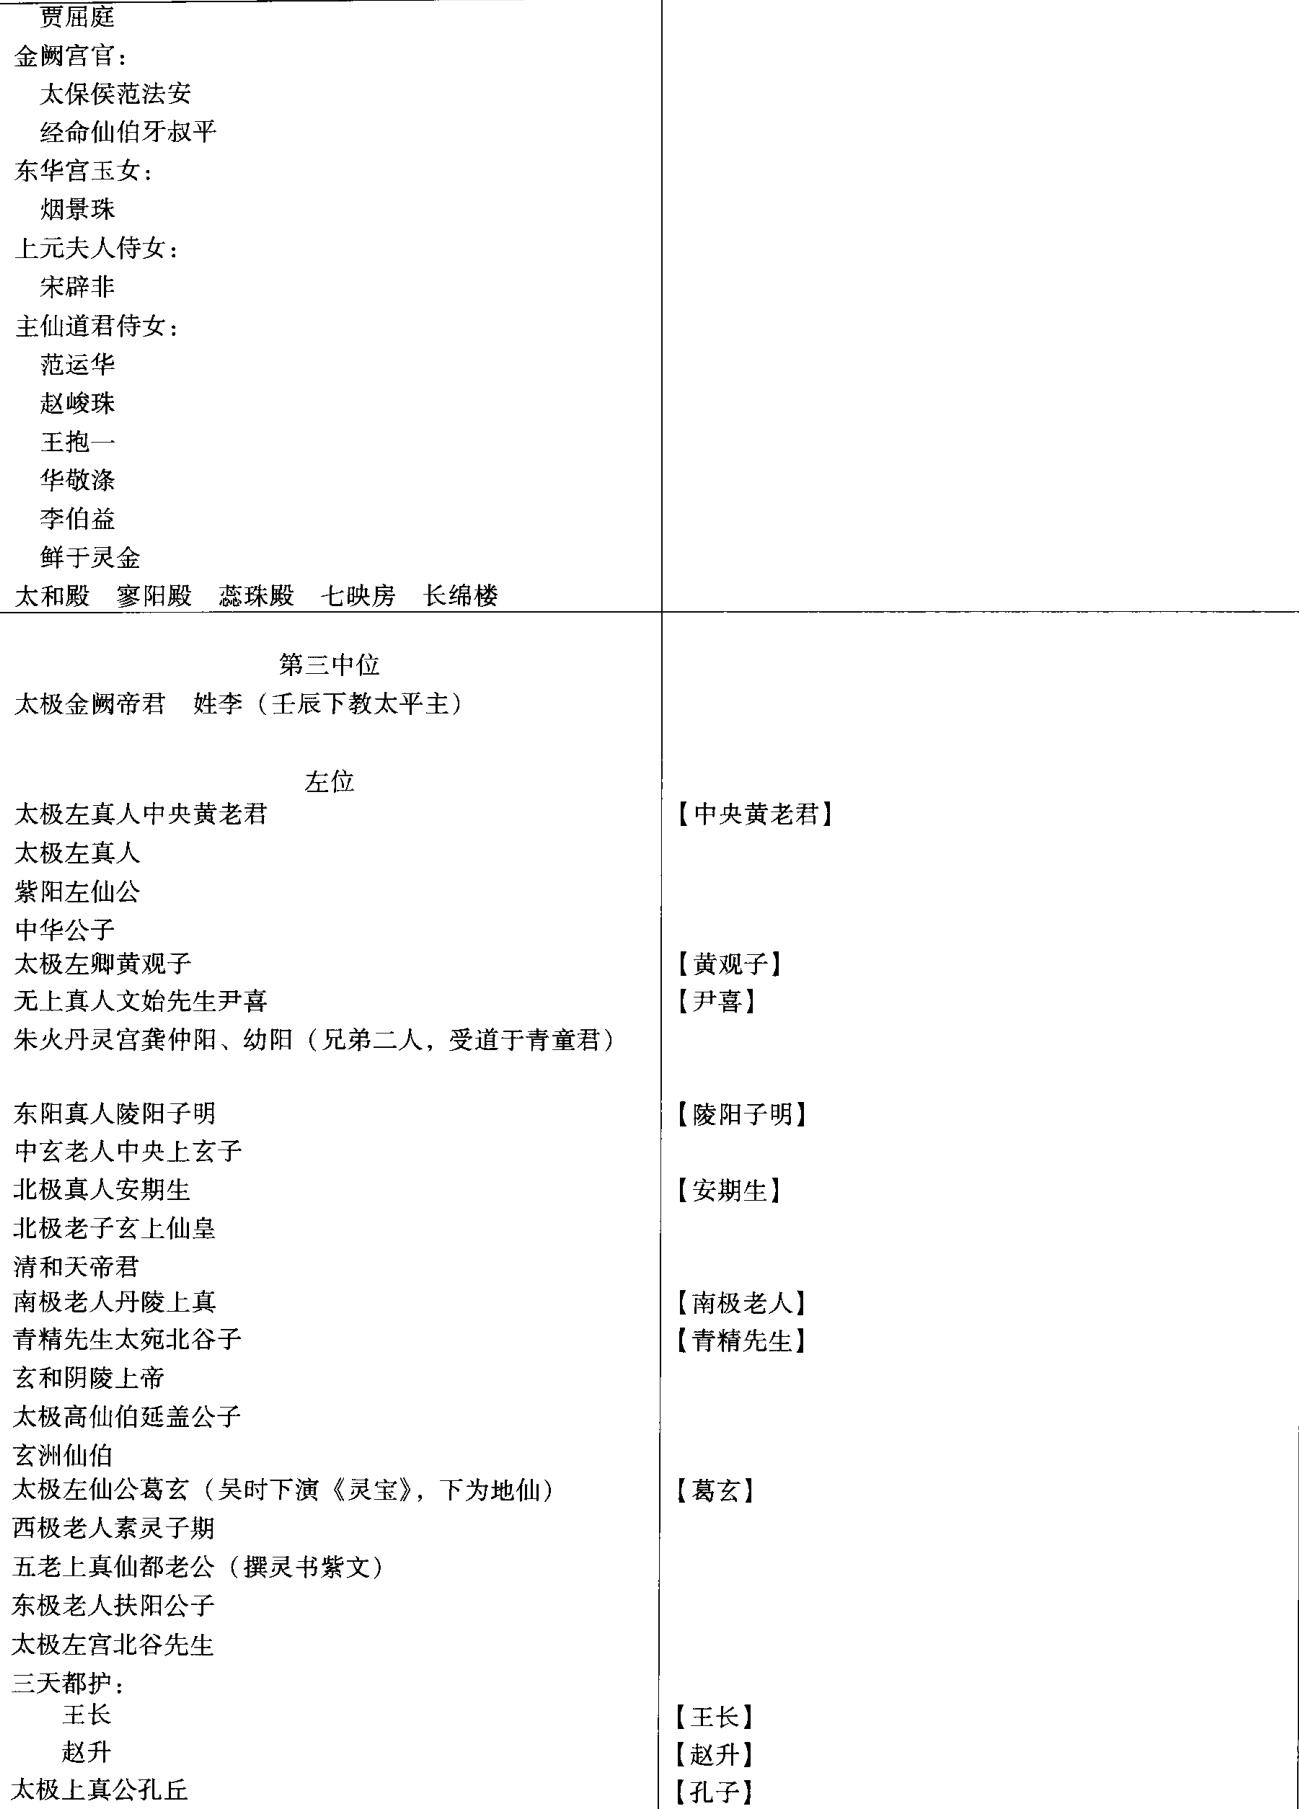 贾屈庭
金阙宫官：
太保侯范法安
经命仙伯牙叔平
东华宫玉女：
烟景珠
上元夫人侍女：
宋辟非
主仙道君侍女：
范运华
赵峻珠
王抱一
华敬涤
李伯益
鲜于灵金
太和殿 寥阳殿 蕊珠殿 七映房 长绵楼
第三中位
太极金阙帝君 姓李（壬辰下教太平主）
左位
太极左真人中央黄老君 【中央黄老君】
太极左真人
紫阳左仙公
中华公子
太极左卿黄观子 【黄观子】
无上真人文始先生尹喜 【尹喜】
朱火丹灵宫龚仲阳、幼阳（兄弟二人，受道于青童君）
东阳真人陵阳子明 【陵阳子明】
中玄老人中央上玄子
北极真人安期生 【安期生】
北极老子玄上仙皇
清和天帝君
南极老人丹陵上真 【南极老人】
青精先生太宛北谷子 【青精先生】
玄和阴陵上帝
太极高仙伯延盖公子
玄洲仙伯
太极左仙公葛玄（吴时下演《灵宝》，下为地仙） 【葛玄】
西极老人素灵子期
五老上真仙都老公（撰灵书紫文）
东极老人扶阳公子
太极左宫北谷先生
三天都护：
王长 【王长】
赵升 【赵升】
太极上真公孔丘 【孔子】